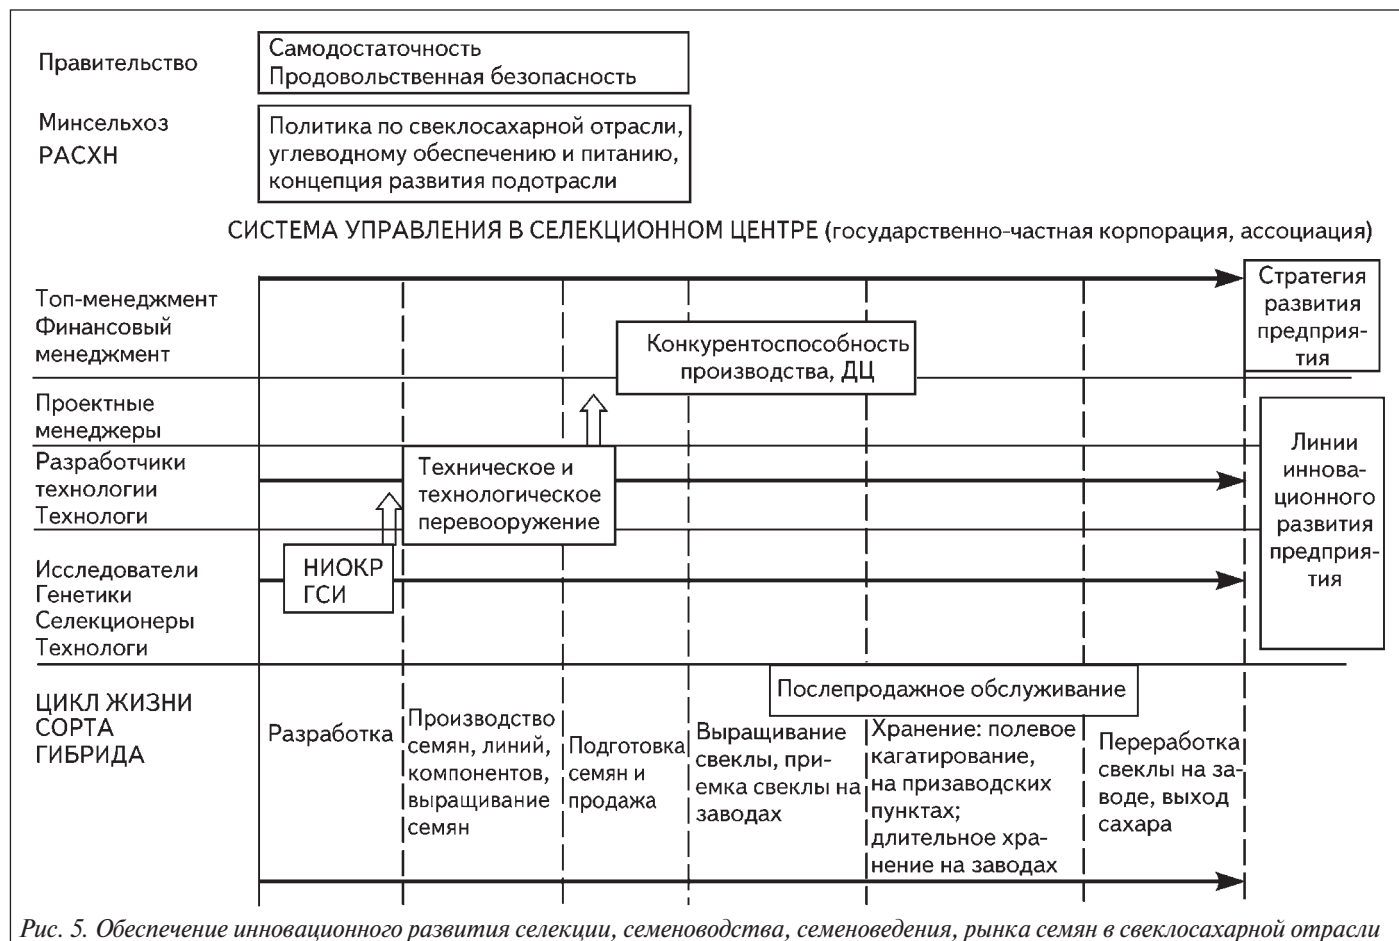 Правительство
Самодостаточность
Продовольственная безопасность
Минсельхоз
РАСХН
Политика по свеклосахарной отрасли,
углеводному обеспечению и питанию,
концепция развития подотрасли
СИСТЕМА УПРАВЛЕНИЯ В СЕЛЕКЦИОННОМ ЦЕНТРЕ (государственно-частная корпорация, ассоциация)
Топ-менеджмент
Финансовый
менеджмент
Конкурентоспособность
производства, ДЦ
Стратегия
развития
предприя-
тия
Проектные
менеджеры
Разработчики
технологии
Технологи
Техническое и
технологическое
перевооружение
Линии
иннова-
ционного
развития
предприя-
тия
Исследователи
Генетики
Селекционеры
Технологи
НИОКР
ГСИ
ЦИКЛ ЖИЗНИ
СОРТА
ГИБРИДА
Послепродажное обслуживание
Разработка
Производство
семян, линий,
компонентов,
выращивание
семян
Подготовка
семян и
продажа
Выращивание
свеклы, при-
емка свеклы на
заводах
Хранение: полевое
кагатирование,
на призаводских
пунктах;
длительное хра-
нение на заводах
Переработка
свеклы на за-
воде, выход
сахара
Рис. 5. Обеспечение инновационного развития селекции, семеноводства, семеноведения, рынка семян в свеклосахарной отрасли